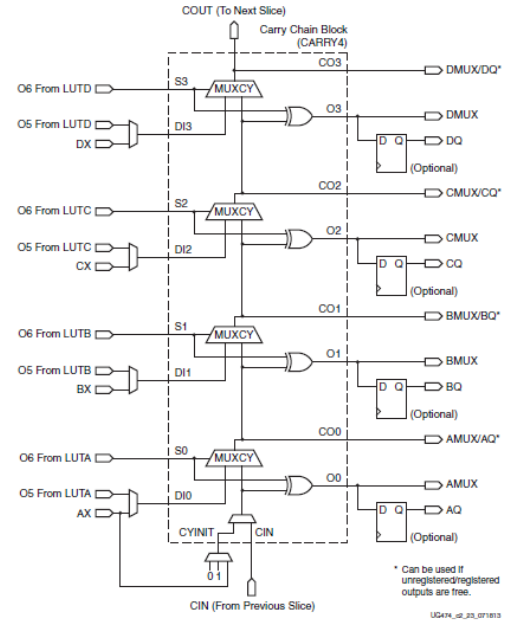 COUT (To Next Slice)
Carry Chain Block
(CARRY4)
CO3
DMUX/DQ*
O6 From LUTD
S3
MUXCY
O3
DMUX
O5 From LUTD
DI3
D Q
DQ
DX
(Optional)
CO2
CMUX/CQ*
O6 From LUTC
S2
MUXCY
O2
CMUX
O5 From LUTC
DI2
D Q
CQ
CX
(Optional)
CO1
BMUX/BQ*
O6 From LUTB
S1
MUXCY
O1
BMUX
O5 From LUTB
DI1
D Q
BQ
BX
(Optional)
CO0
AMUX/AQ*
O6 From LUTA
S0
MUXCY
O0
AMUX
O5 From LUTA
DI0
D Q
AQ
AX
(Optional)
CYINIT
CIN
0 1
* Can be used if
unregistered/registered
outputs are free.
CIN (From Previous Slice)
UG474_c2_23_071813